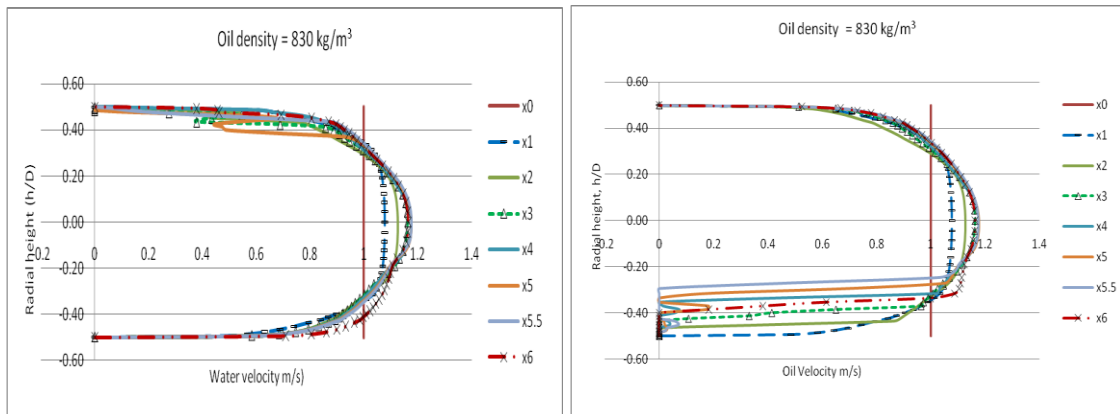 Oil density = 830 kg/m³
Radial height (h/D)
0.60
0.40
0.20
0.00
-0.20
-0.40
-0.60
0 0.2 0.4 0.6 0.8 1 1.2 1.4
Water velocity m/s)
x0
x1
x2
x3
x4
x5
x5.5
x6
Oil density = 830 kg/m³
Radial height, h/D
0.60
0.40
0.20
0.00
-0.20
-0.40
-0.60
0 0.2 0.4 0.6 0.8 1 1.2 1.4
Oil Velocity m/s)
x0
x1
x2
x3
x4
x5
x5.5
x6